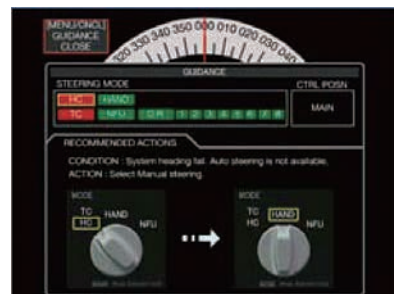 [MENU/CNCL]
GUIDANCE
CLOSE
320 330 340 350 000 010 020 030 040
GUIDANCE
STEERING MODE
CTRL POSN
HC HAND
MAIN
TC NFU O.R 1 2 3 4 5 6 7 8
RECOMMENDED ACTIONS
CONDITION : System heading fail. Auto steering is not available.
ACTION : Select Manual steering.
MODE
MODE
TC HAND
HC NFU
TC HAND
HC NFU